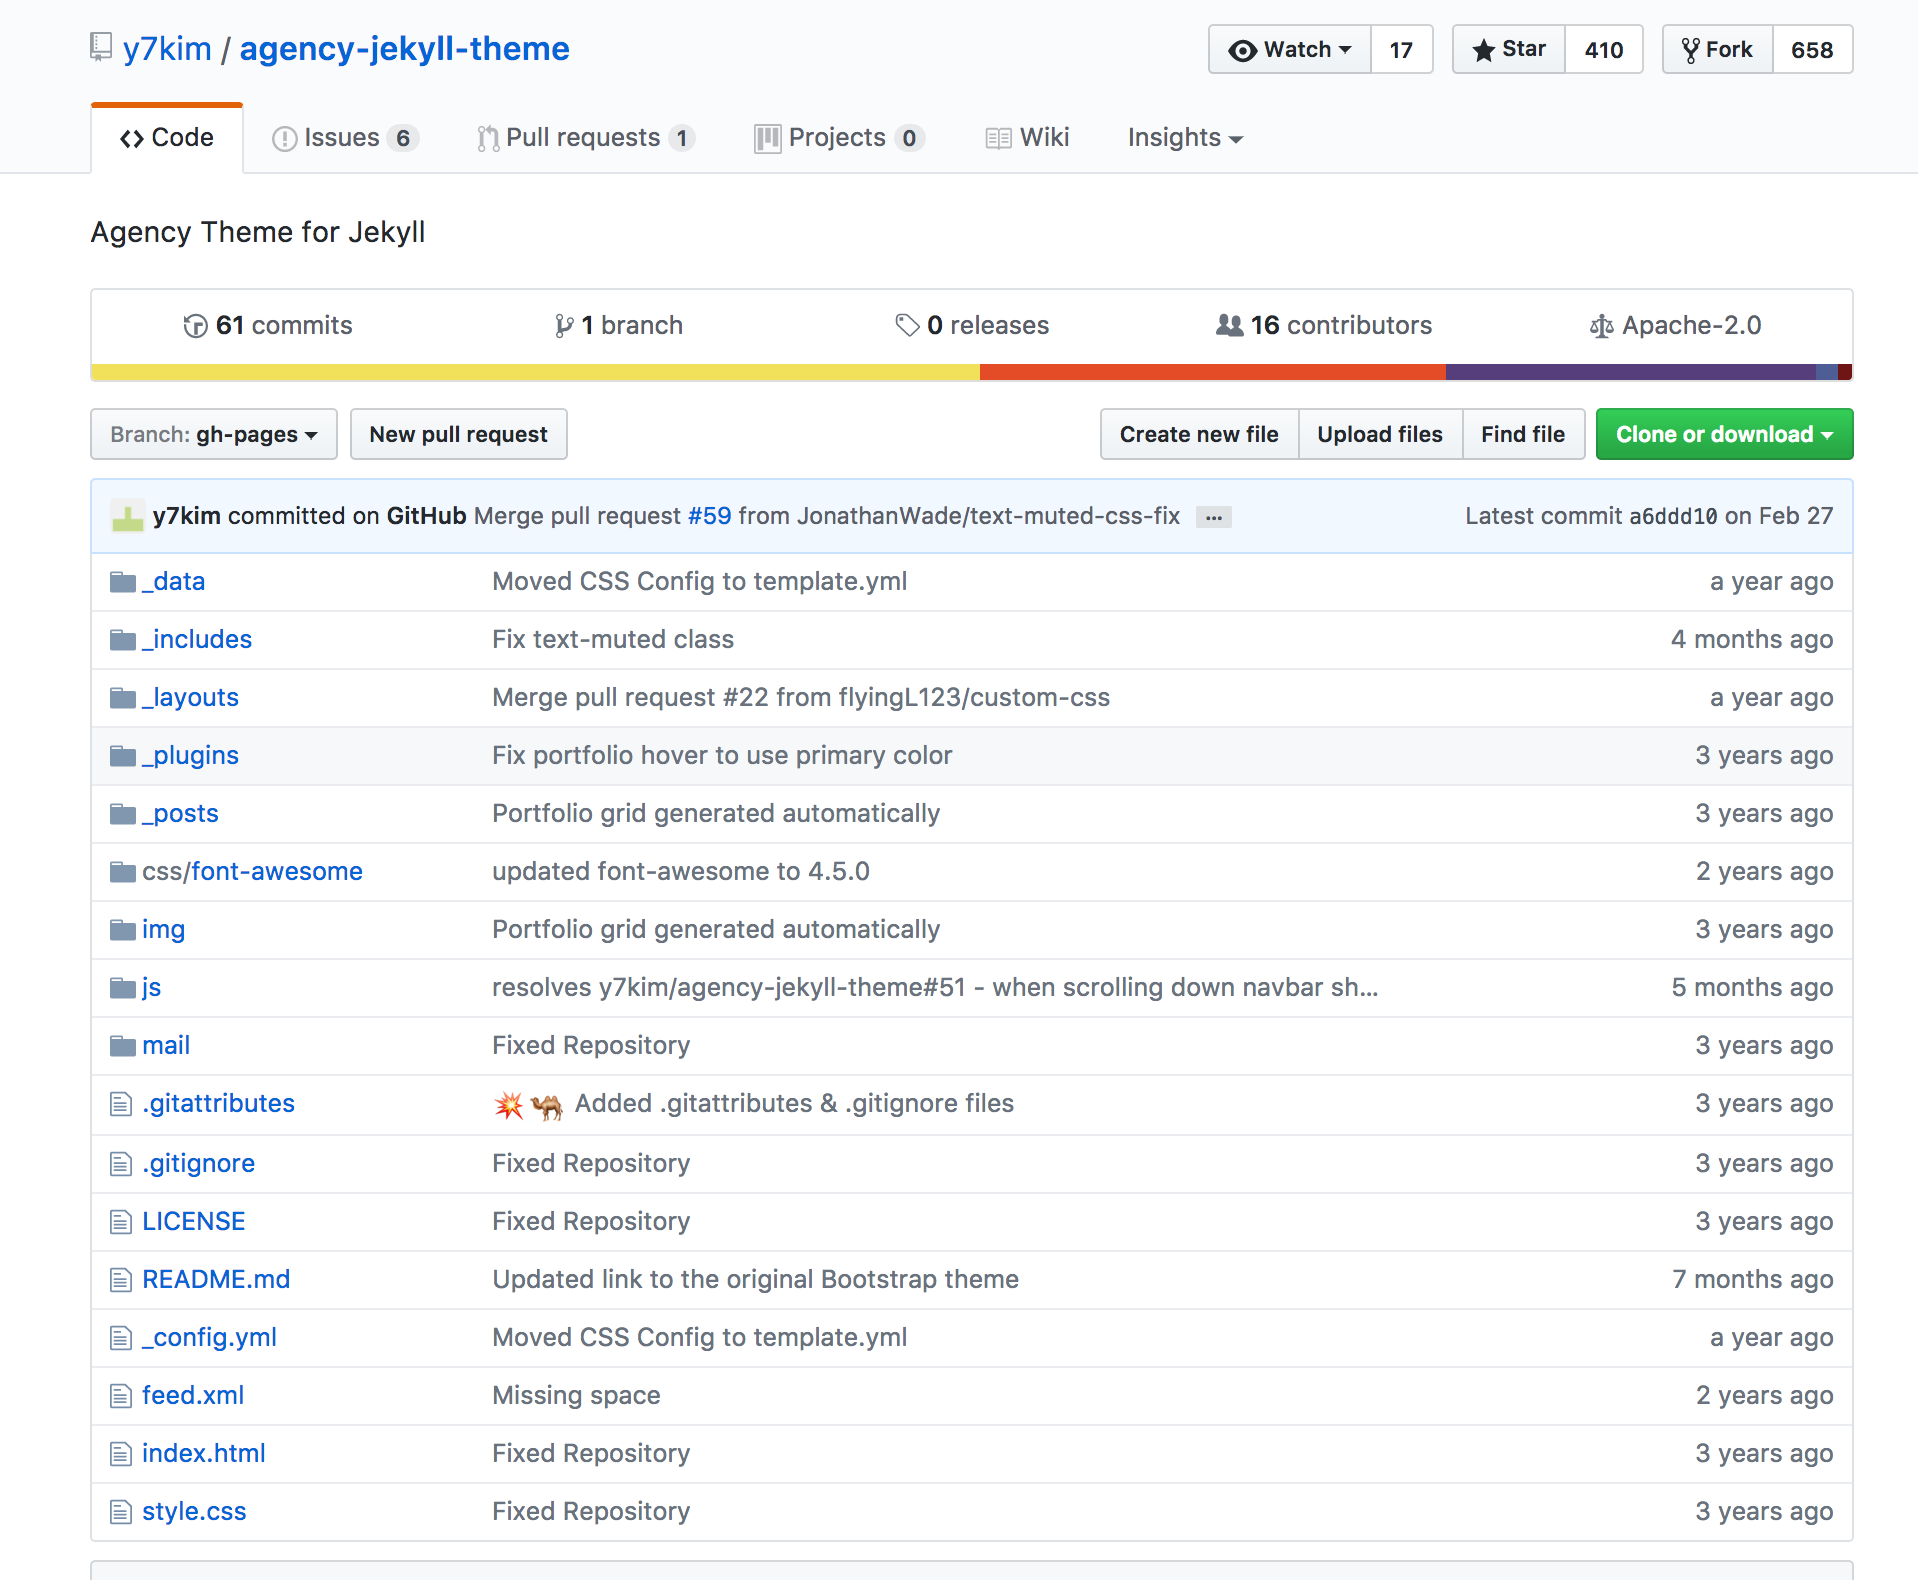 y7kim / agency-jekyll-theme
Watch 17 Star 410 Fork 658
Code Issues 6 Pull requests 1 Projects 0 Wiki Insights
Agency Theme for Jekyll
61 commits 1 branch 0 releases 16 contributors Apache-2.0
Branch: gh-pages New pull request Create new file Upload files Find file Clone or download
y7kim committed on GitHub Merge pull request #59 from JonathanWade/text-muted-css-fix … Latest commit a6ddd10 on Feb 27
_data Moved CSS Config to template.yml a year ago
_includes Fix text-muted class 4 months ago
_layouts Merge pull request #22 from flyingL123/custom-css a year ago
_plugins Fix portfolio hover to use primary color 3 years ago
_posts Portfolio grid generated automatically 3 years ago
css/font-awesome updated font-awesome to 4.5.0 2 years ago
img Portfolio grid generated automatically 3 years ago
js resolves y7kim/agency-jekyll-theme#51 - when scrolling down navbar sh… 5 months ago
mail Fixed Repository 3 years ago
.gitattributes 💥🐫 Added .gitattributes & .gitignore files 3 years ago
.gitignore Fixed Repository 3 years ago
LICENSE Fixed Repository 3 years ago
README.md Updated link to the original Bootstrap theme 7 months ago
_config.yml Moved CSS Config to template.yml a year ago
feed.xml Missing space 2 years ago
index.html Fixed Repository 3 years ago
style.css Fixed Repository 3 years ago